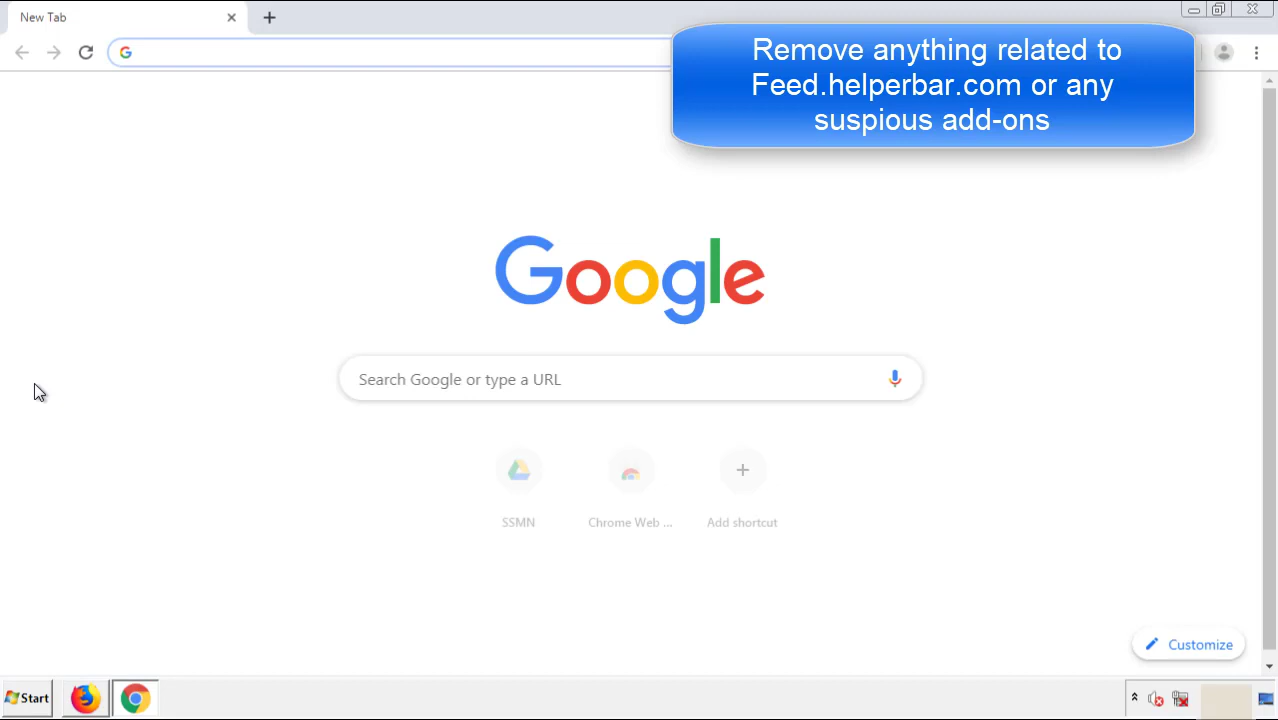 New Tab
Remove anything related to
Feed.helperbar.com or any
suspious add-ons
Google
Search Google or type a URL
SSMN
Chrome Web ...
Add shortcut
Customize
Start